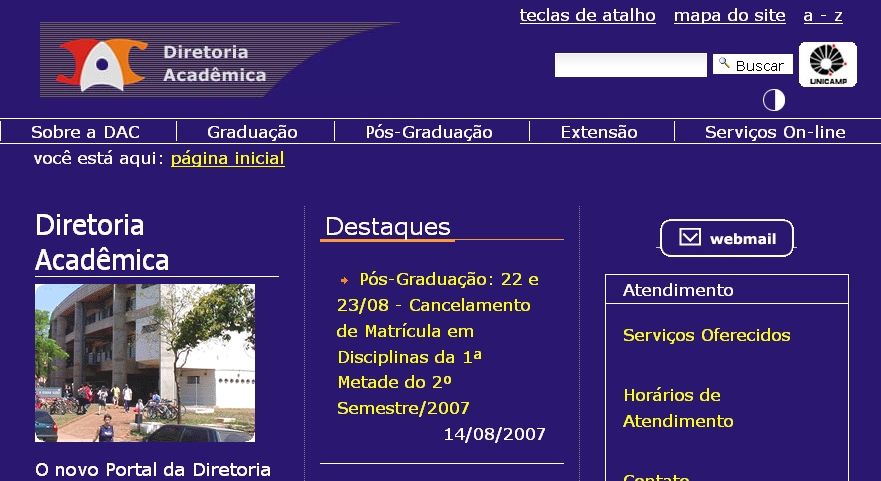 teclas de atalho mapa do site a - z
Diretoria
Acadêmica
Buscar
UNICAMP
Sobre a DAC Graduação Pós-Graduação Extensão Serviços On-line
você está aqui: página inicial
Diretoria
Acadêmica
O novo Portal da Diretoria
Destaques
Pós-Graduação: 22 e
23/08 - Cancelamento
de Matrícula em
Disciplinas da 1ª
Metade do 2º
Semestre/2007
14/08/2007
webmail
Atendimento
Serviços Oferecidos
Horários de
Atendimento
Contato